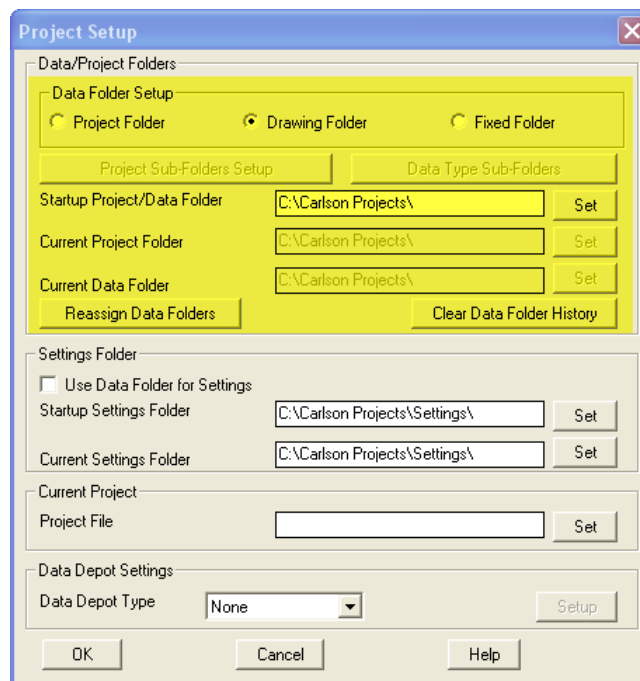 Project Setup
Data/Project Folders
Data Folder Setup
Project Folder Drawing Folder Fixed Folder
Project Sub-Folders Setup Data Type Sub-Folders
Startup Project/Data Folder C:\Carlson Projects\ Set
Current Project Folder C:\Carlson Projects\ Set
Current Data Folder C:\Carlson Projects\ Set
Reassign Data Folders Clear Data Folder History
Settings Folder
Use Data Folder for Settings
Startup Settings Folder C:\Carlson Projects\Settings\ Set
Current Settings Folder C:\Carlson Projects\Settings\ Set
Current Project
Project File Set
Data Depot Settings
Data Depot Type None Setup
OK Cancel Help